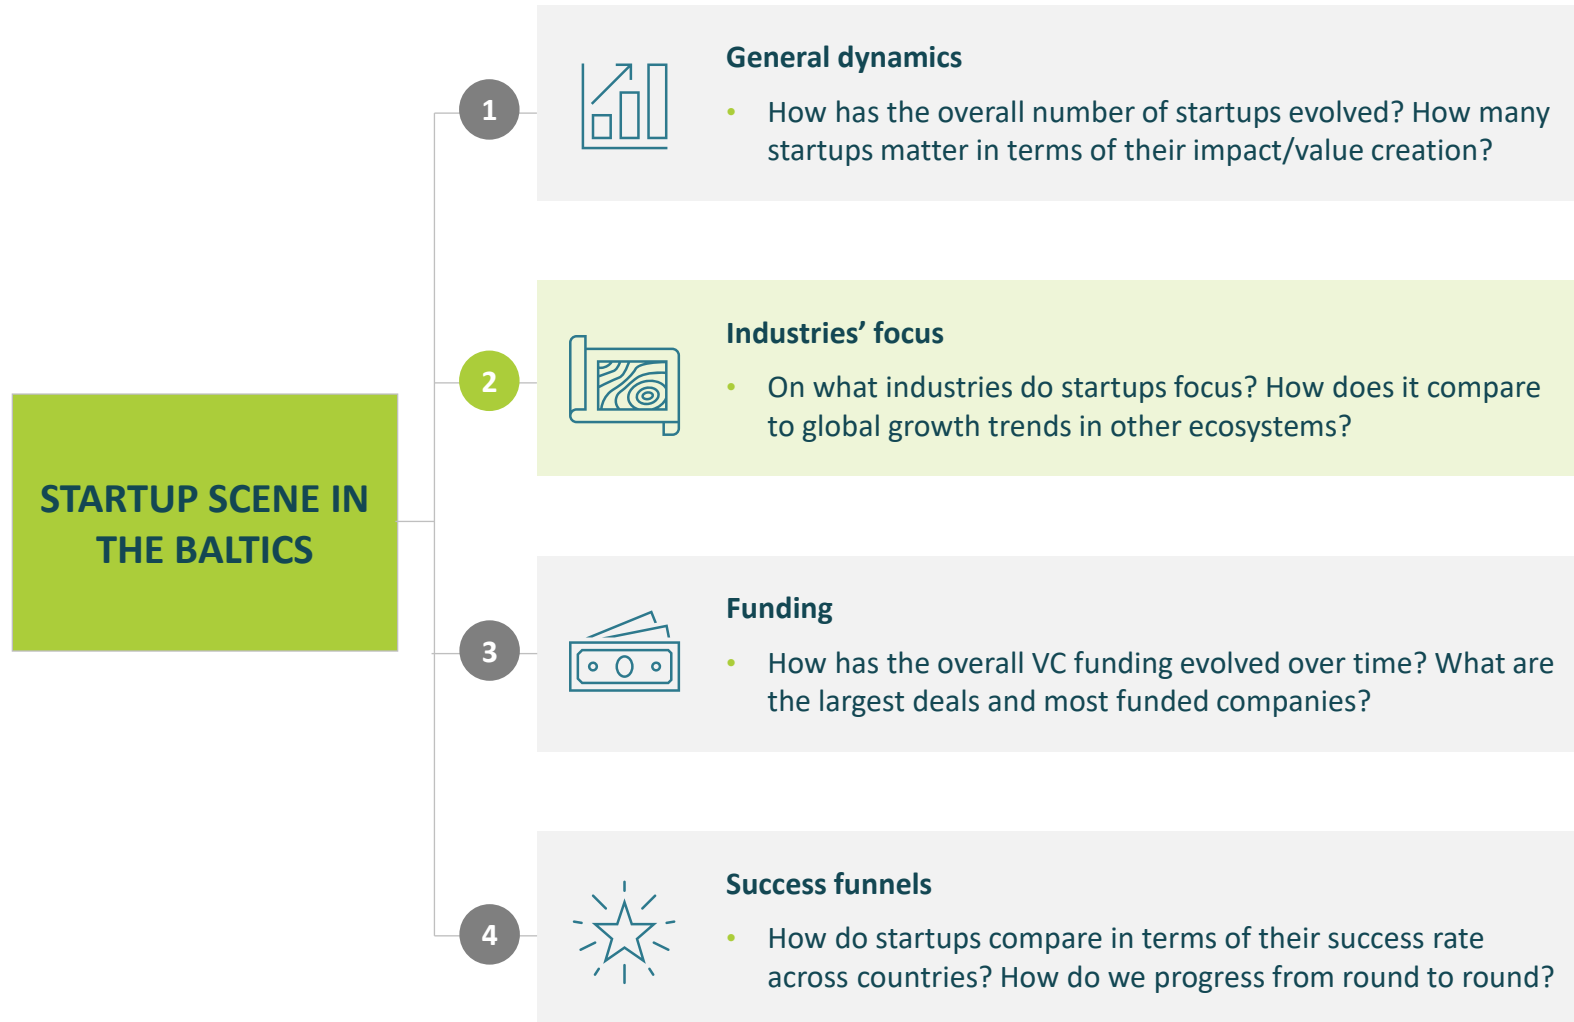 STARTUP SCENE IN
THE BALTICS
1
General dynamics
• How has the overall number of startups evolved? How many
startups matter in terms of their impact/value creation?
2
Industries’ focus
• On what industries do startups focus? How does it compare
to global growth trends in other ecosystems?
3
Funding
• How has the overall VC funding evolved over time? What are
the largest deals and most funded companies?
4
Success funnels
• How do startups compare in terms of their success rate
across countries? How do we progress from round to round?